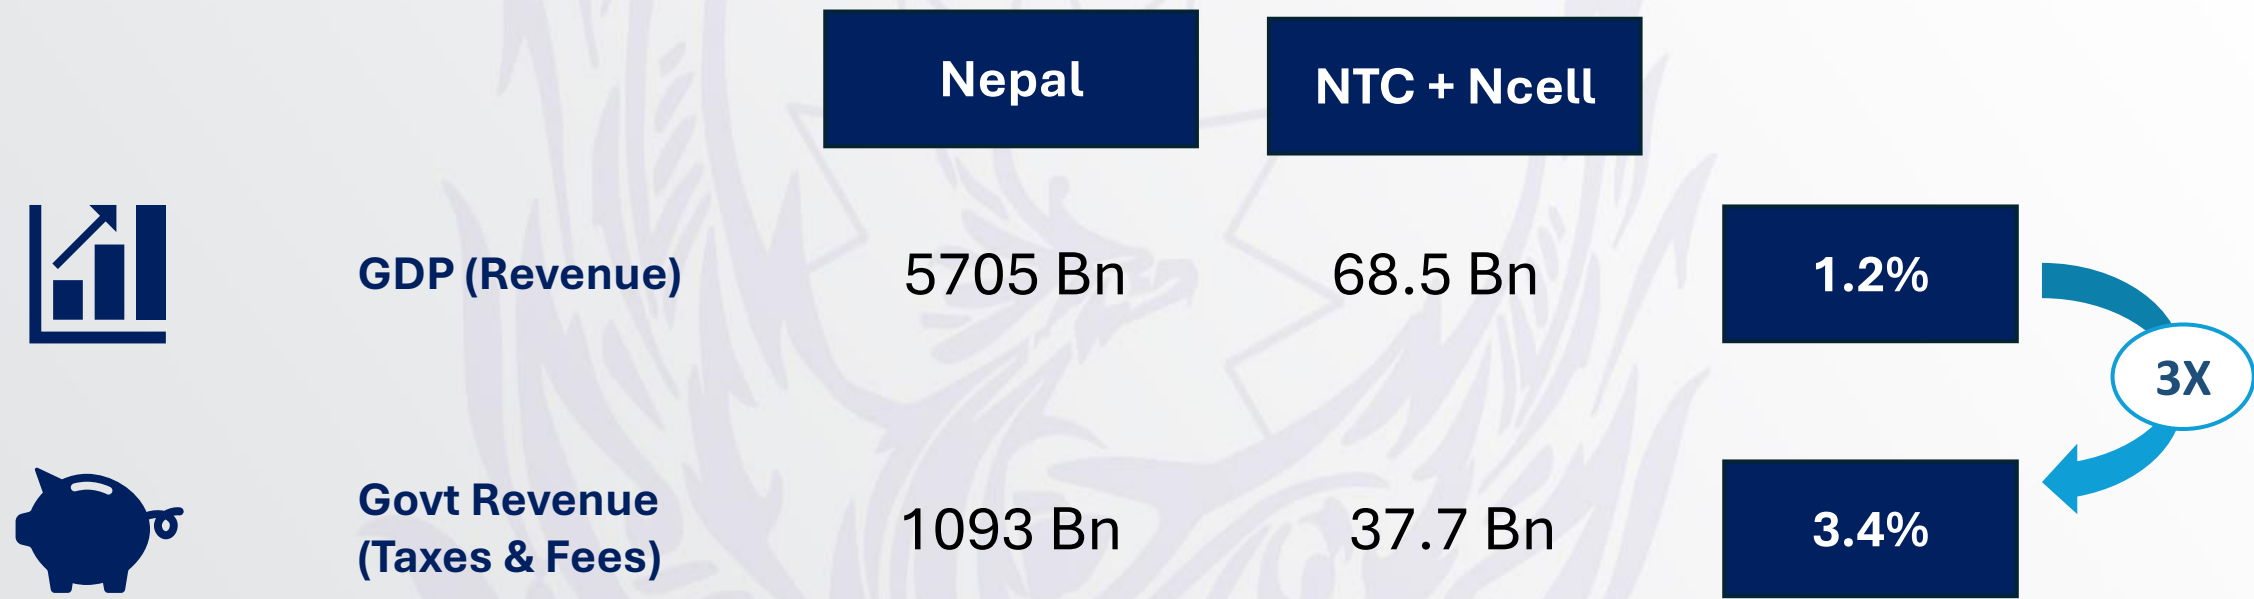 Nepal
NTC + Ncell
GDP (Revenue)
5705 Bn
68.5 Bn
1.2%
3X
Govt Revenue
(Taxes & Fees)
1093 Bn
37.7 Bn
3.4%